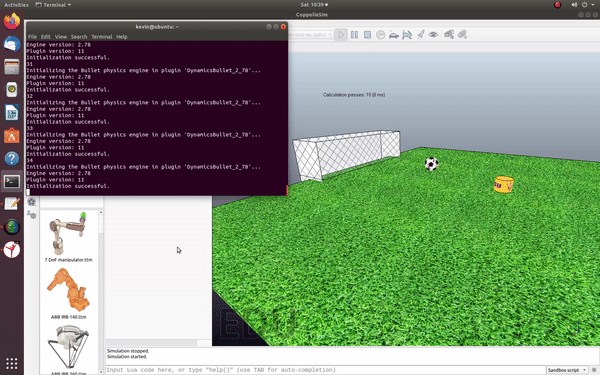 Activities
Terminal
Sat 10:39
CoppeliaSim
kevin@ubuntu: ~
File Edit View Search Terminal Help
Engine version: 2.78
Plugin version: 11
Initialization successful.
31
Initializing the Bullet physics engine in plugin 'DynamicsBullet_2_78'...
Engine version: 2.78
Plugin version: 11
Initialization successful.
32
Initializing the Bullet physics engine in plugin 'DynamicsBullet_2_78'...
Engine version: 2.78
Plugin version: 11
Initialization successful.
33
Initializing the Bullet physics engine in plugin 'DynamicsBullet_2_78'...
Engine version: 2.78
Plugin version: 11
Initialization successful.
34
Initializing the Bullet physics engine in plugin 'DynamicsBullet_2_78'...
Engine version: 2.78
Plugin version: 11
Initialization successful.
Calculation passes: 10 (8 ms)
7 DoF manipulator.ttm
ABB IRB 140.ttm
ABB IRB 360.ttm
Simulation stopped.
Simulation started.
Input Lua code here, or type "help()" (use TAB for auto-completion)
Sandbox script